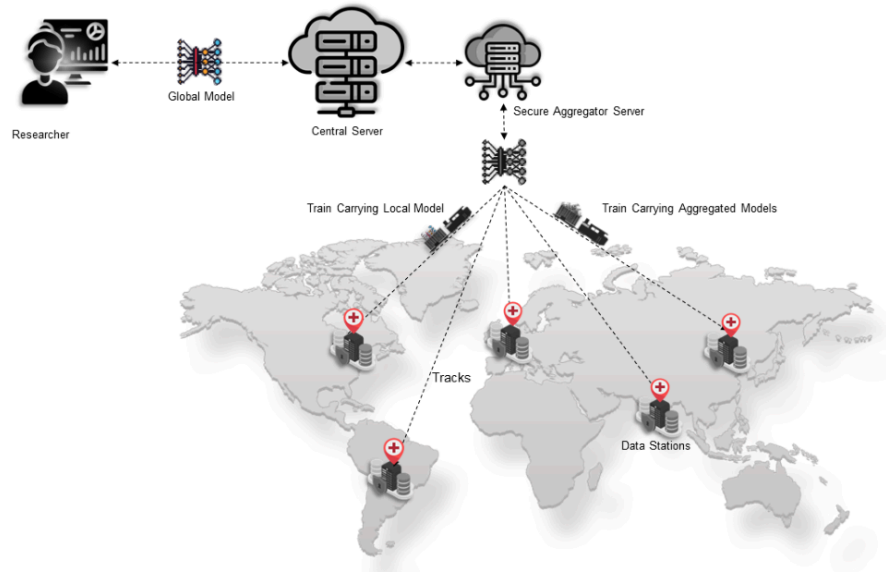 Global Model
Researcher
Central Server
Secure Aggregator Server
Train Carrying Local Model
Train Carrying Aggregated Models
Tracks
Data Stations